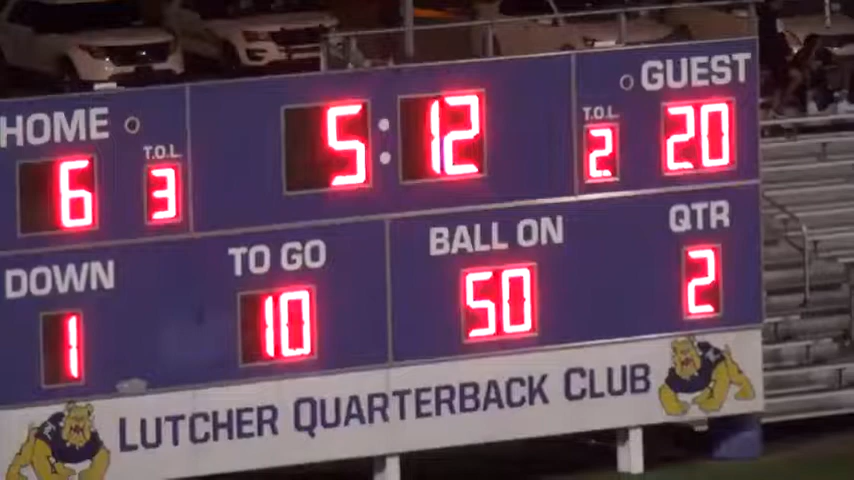 HOME
6
T.O.L.
3
5:12
T.O.L.
2
GUEST
20
DOWN
1
TO GO
10
BALL ON
50
QTR
2
LUTCHER QUARTERBACK CLUB